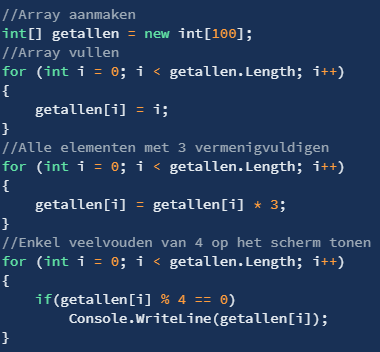 //Array aanmaken
int[] getallen = new int[100];
//Array vullen
for (int i = 0; i < getallen.Length; i++)
{
    getallen[i] = i;
}
//Alle elementen met 3 vermenigvuldigen
for (int i = 0; i < getallen.Length; i++)
{
    getallen[i] = getallen[i] * 3;
}
//Enkel veelvouden van 4 op het scherm tonen
for (int i = 0; i < getallen.Length; i++)
{
    if(getallen[i] % 4 == 0)
        Console.WriteLine(getallen[i]);
}